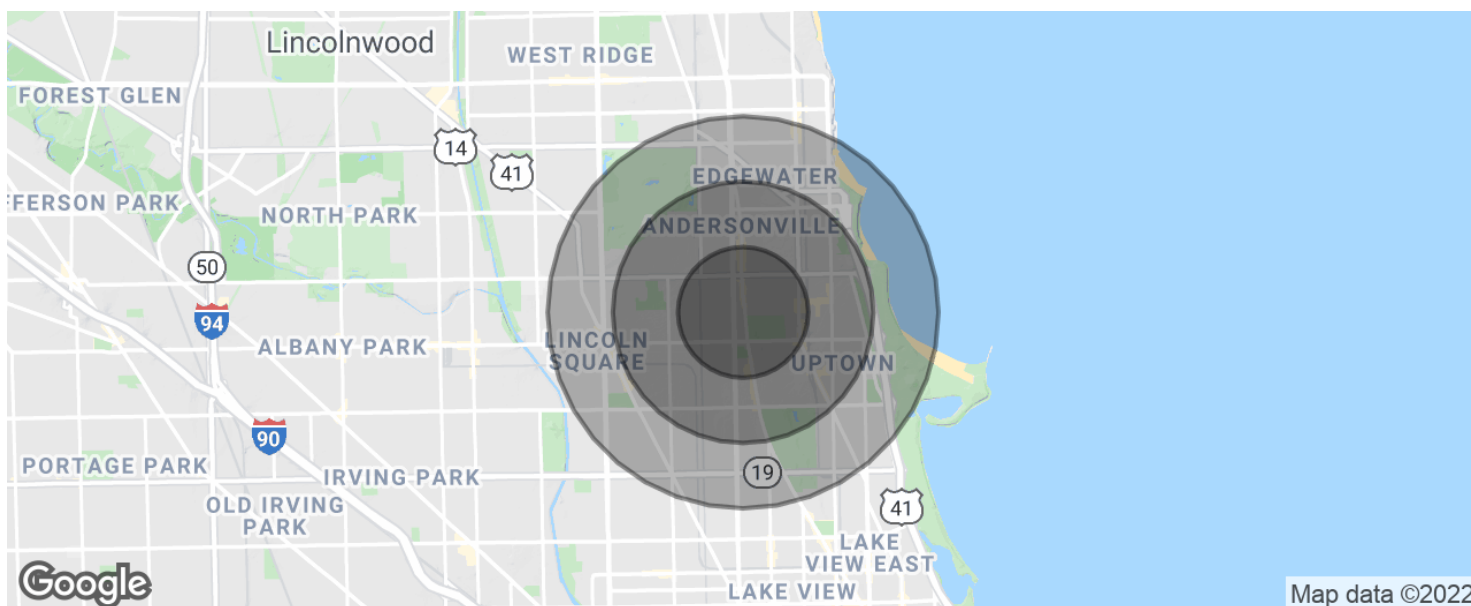 Lincolnwood
WEST RIDGE
FOREST GLEN
14
41
EDGEWATER
FFERSON PARK
NORTH PARK
ANDERSONVILLE
50
94
ALBANY PARK
LINCOLN
SQUARE
UPTOWN
90
PORTAGE PARK
IRVING PARK
19
OLD IRVING
PARK
41
LAKE
VIEW EAST
LAKE VIEW
Google
Map data ©2022